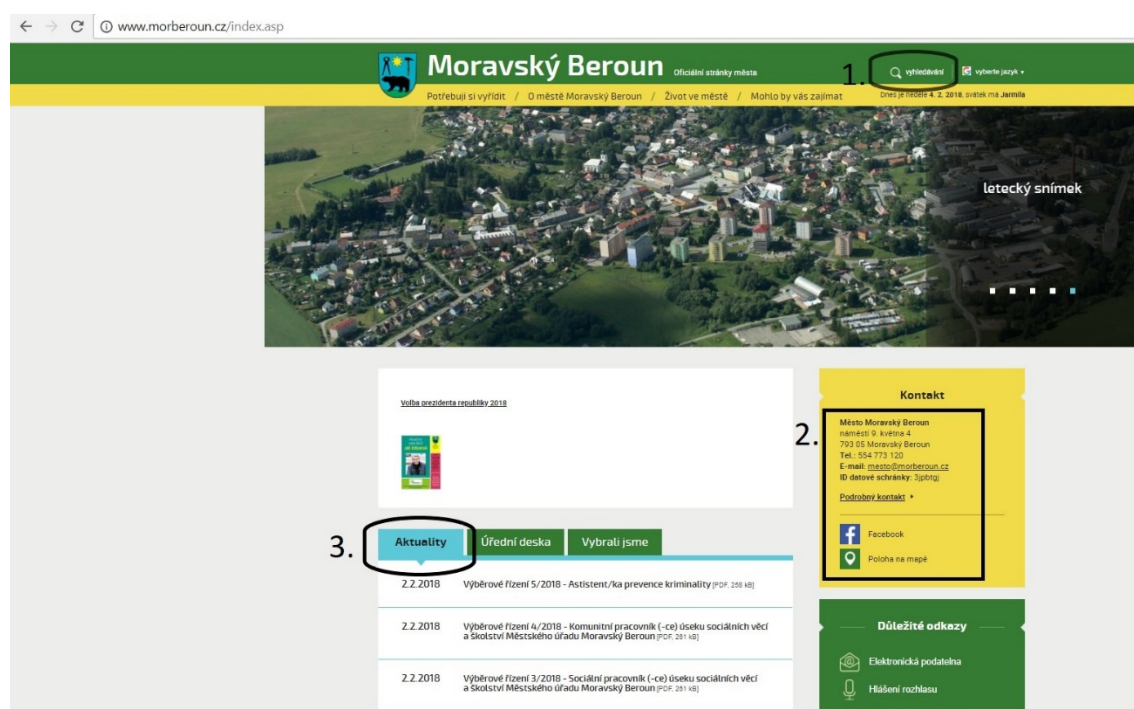 www.morberoun.cz/index.asp
Moravský Beroun Oficiální stránky města
1.
vyhledávání
vyberte jazyk
Potřebuji si vyřídit / O městě Moravský Beroun / Život ve městě / Mohlo by vás zajímat
Dnes je neděle 4. 2. 2018, svátek má Jarmila
letecký snímek
Volba prezidenta republiky 2018
Kontakt
2.
Město Moravský Beroun
náměstí 9. května 4
793 05 Moravský Beroun
Tel.: 554 773 120
E-mail: mesto@morberoun.cz
ID datové schránky: 3jpbtgj
Podrobný kontakt
Facebook
Poloha na mapě
3.
Aktuality
Úřední deska
Vybrali jsme
2.2.2018 Výběrové řízení 5/2018 - Astistent/ka prevence kriminality [PDF, 258 kB]
2.2.2018 Výběrové řízení 4/2018 - Komunitní pracovník (-ce) úseku sociálních věcí
a školství Městského úřadu Moravský Beroun [PDF, 281 kB]
2.2.2018 Výběrové řízení 3/2018 - Sociální pracovník (-ce) úseku sociálních věcí
a školství Městského úřadu Moravský Beroun [PDF, 281 kB]
Důležité odkazy
Elektronická podatelna
Hlášení rozhlasu